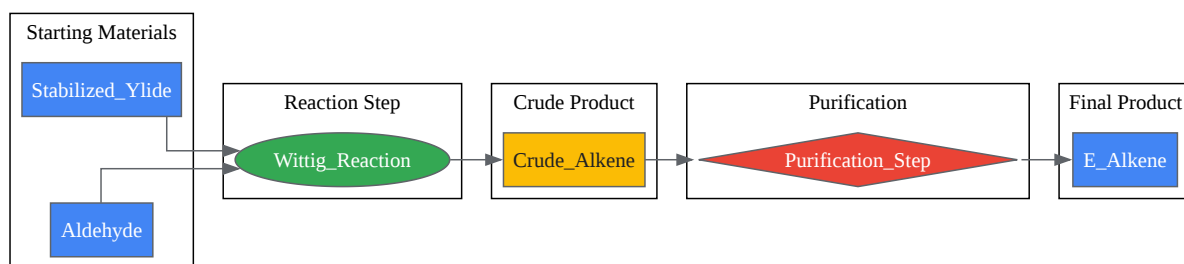 Starting Materials
Stabilized_Ylide
Aldehyde
Reaction Step
Wittig_Reaction
Crude Product
Crude_Alkene
Purification
Purification_Step
Final Product
E_Alkene